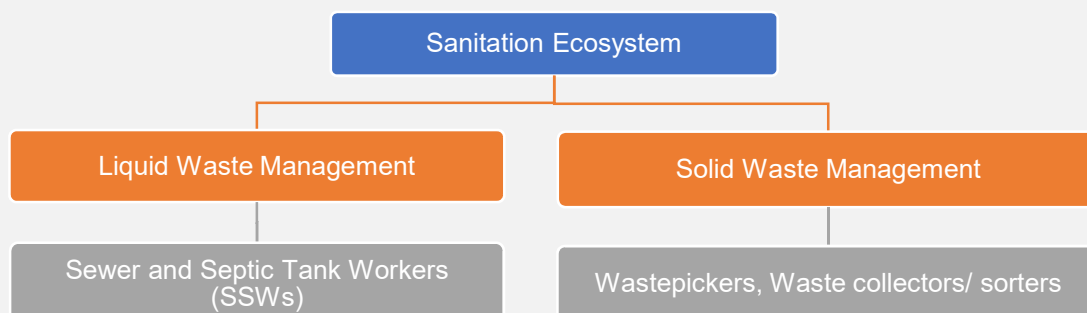 Sanitation Ecosystem
Liquid Waste Management
Solid Waste Management
Sewer and Septic Tank Workers
(SSWs)
Wastepickers, Waste collectors/ sorters